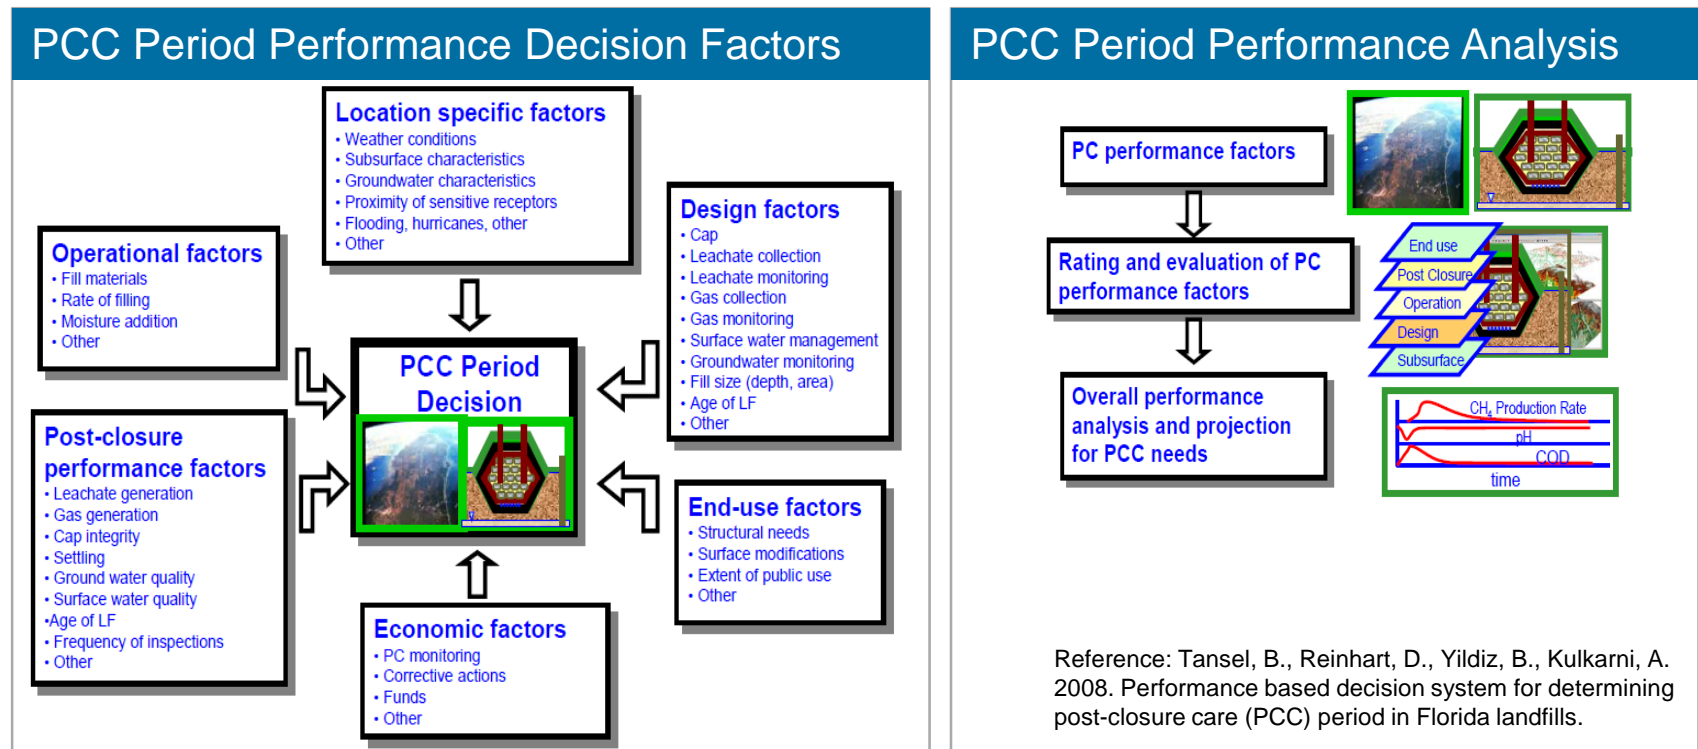 PCC Period Performance Decision Factors
Location specific factors
• Weather conditions
• Subsurface characteristics
• Groundwater characteristics
• Proximity of sensitive receptors
• Flooding, hurricanes, other
• Other
Operational factors
• Fill materials
• Rate of filling
• Moisture addition
• Other
Design factors
• Cap
• Leachate collection
• Leachate monitoring
• Gas collection
• Gas monitoring
• Surface water management
• Groundwater monitoring
• Fill size (depth, area)
• Age of LF
• Other
PCC Period
Decision
Post-closure
performance factors
• Leachate generation
• Gas generation
• Cap integrity
• Settling
• Ground water quality
• Surface water quality
•Age of LF
• Frequency of inspections
• Other
End-use factors
• Structural needs
• Surface modifications
• Extent of public use
• Other
Economic factors
• PC monitoring
• Corrective actions
• Funds
• Other
PCC Period Performance Analysis
PC performance factors
Rating and evaluation of PC
performance factors
End use
Post Closure
Operation
Design
Subsurface
Overall performance
analysis and projection
for PCC needs
CH₄ Production Rate
pH
COD
time
Reference: Tansel, B., Reinhart, D., Yildiz, B., Kulkarni, A.
2008. Performance based decision system for determining
post-closure care (PCC) period in Florida landfills.